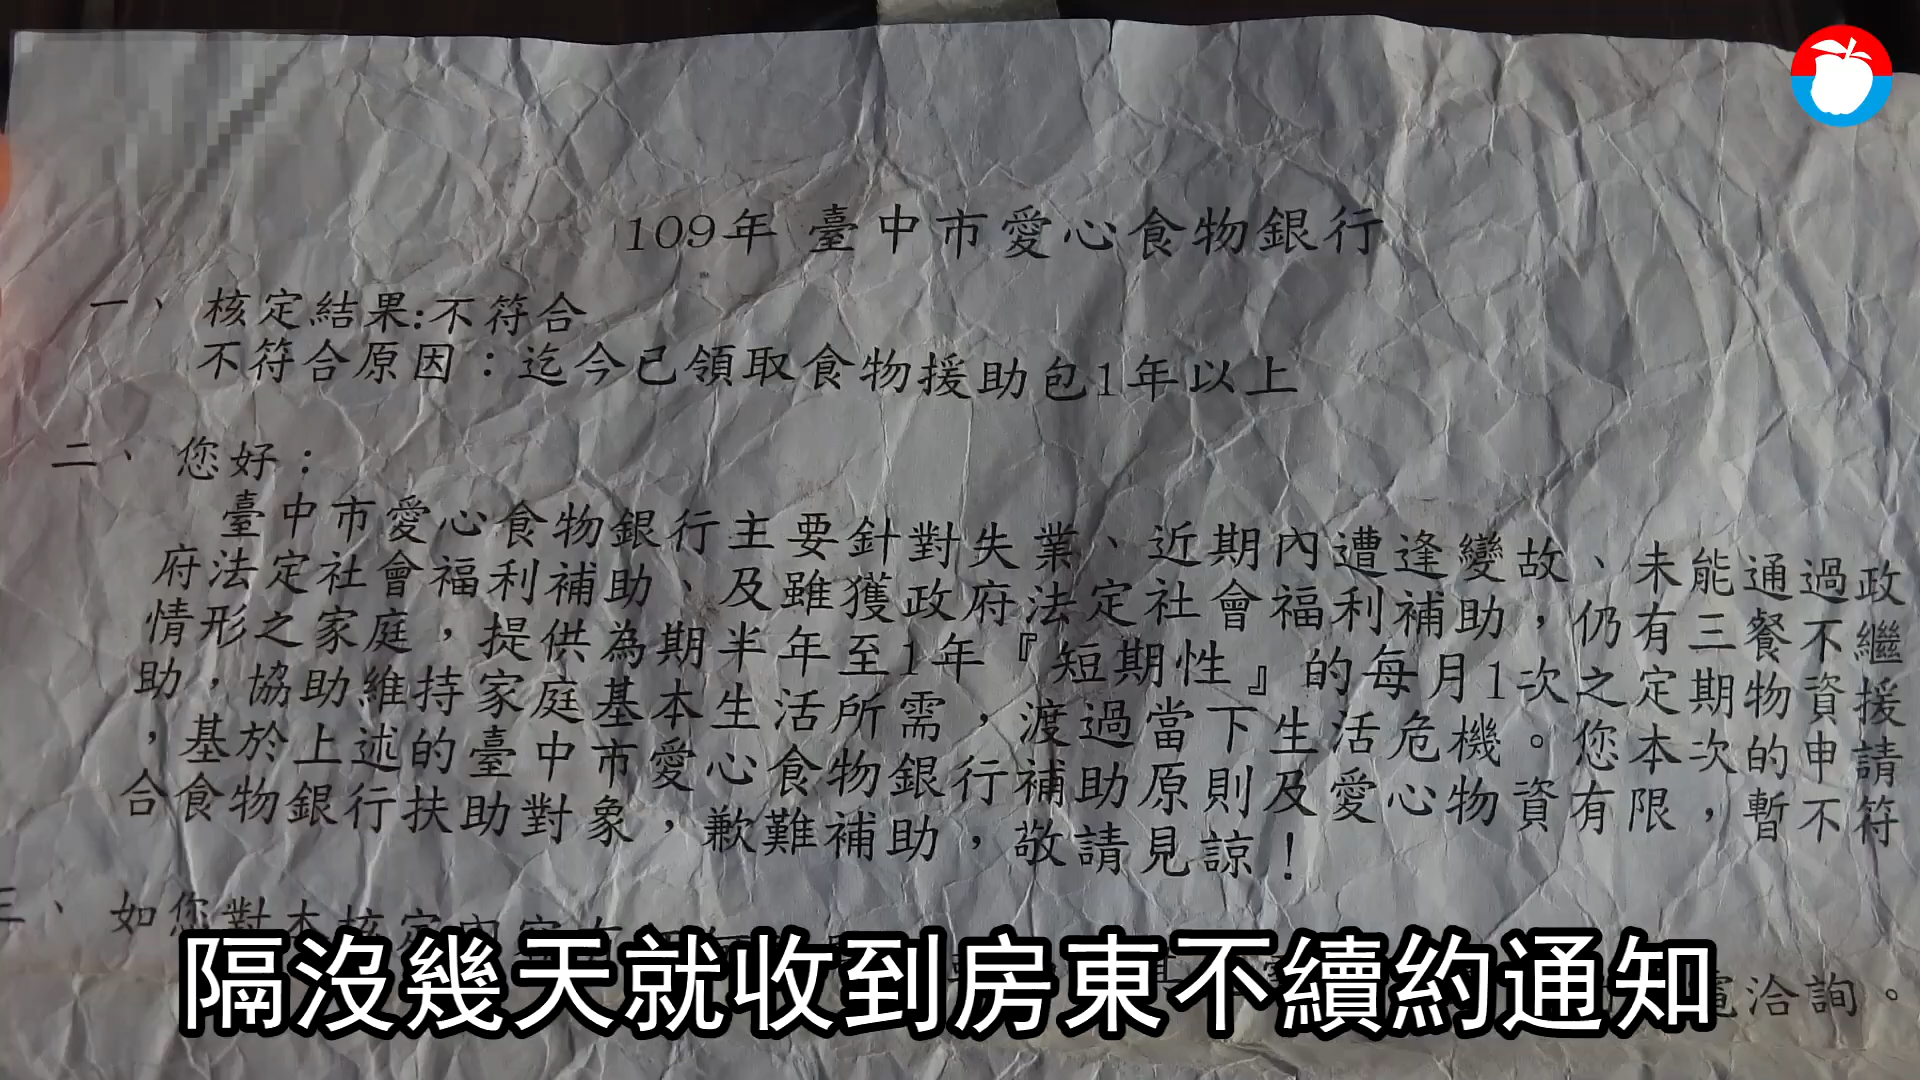 109年 臺中市愛心食物銀行
一、 核定結果:不符合
不符合原因：迄今已領取食物援助包1年以上
二、 您好：
臺中市愛心食物銀行主要針對失業、近期內遭逢變故、未能通過政
府法定社會福利補助、及雖獲政府法定社會福利補助，仍有三餐不繼
情形之家庭，提供為期半年至1年『短期性』的每月1次之定期物資援
助，協助維持家庭基本生活所需，渡過當下生活危機。您本次的申請
，基於上述的臺中市愛心食物銀行補助原則及愛心物資有限，暫不符
合食物銀行扶助對象，歉難補助，敬請見諒！
三、 如您對本核定內容 洽詢。
隔沒幾天就收到房東不續約通知